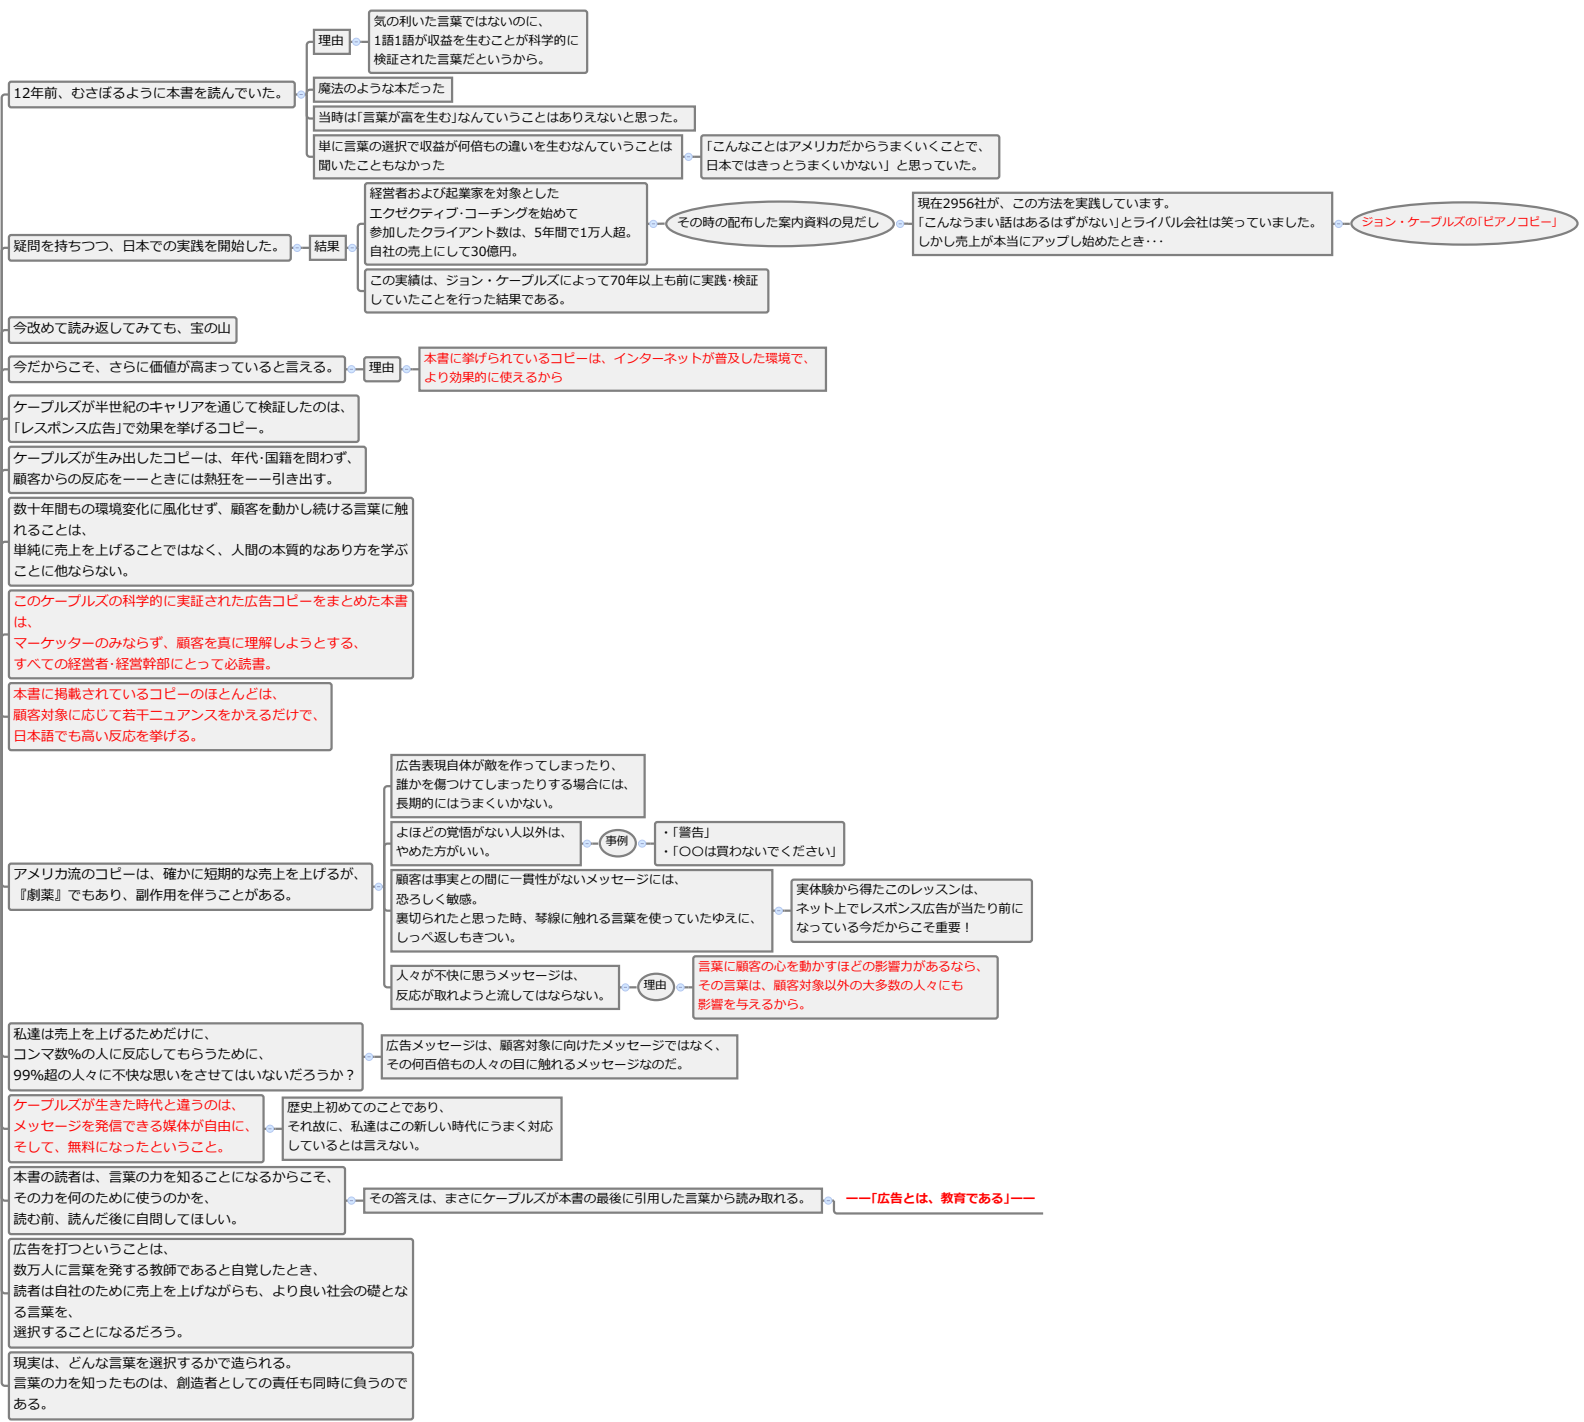 12年前、むさぼるように本書を読んでいた。
理由
気の利いた言葉ではないのに、
1語1語が収益を生むことが科学的に
検証された言葉だというから。
魔法のような本だった
当時は「言葉が富を生む」なんていうことはありえないと思った。
単に言葉の選択で収益が何倍もの違いを生むなんていうことは
聞いたこともなかった
「こんなことはアメリカだからうまくいくことで、
日本ではきっとうまくいかない」と思っていた。
疑問を持ちつつ、日本での実践を開始した。
結果
経営者および起業家を対象とした
エクゼクティブ・コーチングを始めて
参加したクライアント数は、5年間で1万人超。
自社の売上にして30億円。
その時の配布した案内資料の見だし
現在2956社が、この方法を実践しています。
「こんなうまい話はあるはずがない」とライバル会社は笑っていました。
しかし売上が本当にアップし始めたとき・・・
ジョン・ケープルズの「ピアノコピー」
この実績は、ジョン・ケープルズによって70年以上も前に実践・検証
していたことを行った結果である。
今改めて読み返してみても、宝の山
今だからこそ、さらに価値が高まっていると言える。
理由
本書に挙げられているコピーは、インターネットが普及した環境で、
より効果的に使えるから
ケープルズが半世紀のキャリアを通じて検証したのは、
「レスポンス広告」で効果を挙げるコピー。
ケープルズが生み出したコピーは、年代・国籍を問わず、
顧客からの反応をーーときには熱狂をーー引き出す。
数十年間もの環境変化に風化せず、顧客を動かし続ける言葉に触
れることは、
単純に売上を上げることではなく、人間の本質的なあり方を学ぶ
ことに他ならない。
このケープルズの科学的に実証された広告コピーをまとめた本書
は、
マーケッターのみならず、顧客を真に理解しようとする、
すべての経営者・経営幹部にとって必読書。
本書に掲載されているコピーのほとんどは、
顧客対象に応じて若干ニュアンスをかえるだけで、
日本語でも高い反応を挙げる。
アメリカ流のコピーは、確かに短期的な売上を上げるが、
『劇薬』でもあり、副作用を伴うことがある。
広告表現自体が敵を作ってしまったり、
誰かを傷つけてしまったりする場合には、
長期的にはうまくいかない。
よほどの覚悟がない人以外は、
やめた方がいい。
事例
・「警告」
・「〇〇は買わないでください」
顧客は事実との間に一貫性がないメッセージには、
恐ろしく敏感。
裏切られたと思った時、琴線に触れる言葉を使っていたゆえに、
しっぺ返しもきつい。
実体験から得たこのレッスンは、
ネット上でレスポンス広告が当たり前に
なっている今だからこそ重要！
人々が不快に思うメッセージは、
反応が取れようと流してはならない。
理由
言葉に顧客の心を動かすほどの影響力があるなら、
その言葉は、顧客対象以外の大多数の人々にも
影響を与えるから。
私達は売上を上げるためだけに、
コンマ数%の人に反応してもらうために、
99%超の人々に不快な思いをさせてはいないだろうか？
広告メッセージは、顧客対象に向けたメッセージではなく、
その何百倍もの人々の目に触れるメッセージなのだ。
ケープルズが生きた時代と違うのは、
メッセージを発信できる媒体が自由に、
そして、無料になったということ。
歴史上初めてのことであり、
それ故に、私達はこの新しい時代にうまく対応
しているとは言えない。
本書の読者は、言葉の力を知ることになるからこそ、
その力を何のために使うのかを、
読む前、読んだ後に自問してほしい。
その答えは、まさにケープルズが本書の最後に引用した言葉から読み取れる。
ーー「広告とは、教育である」ーー
広告を打つということは、
数万人に言葉を発する教師であると自覚したとき、
読者は自社のために売上を上げながらも、より良い社会の礎とな
る言葉を、
選択することになるだろう。
現実は、どんな言葉を選択するかで造られる。
言葉の力を知ったものは、創造者としての責任も同時に負うので
ある。